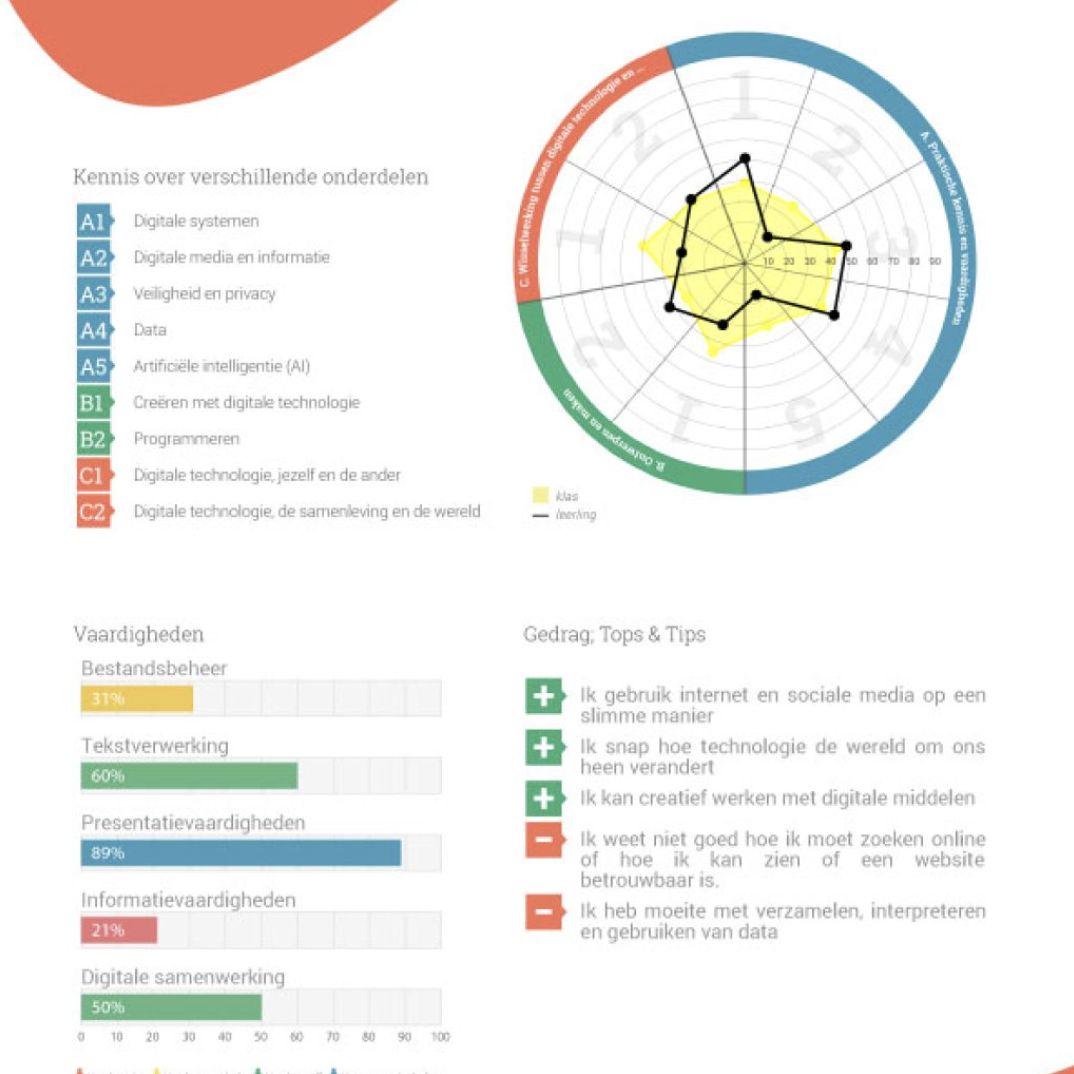 Kennis over verschillende onderdelen
A1 Digitale systemen
A2 Digitale media en informatie
A3 Veiligheid en privacy
A4 Data
A5 Artificiële intelligentie (AI)
B1 Creëren met digitale technologie
B2 Programmeren
C1 Digitale technologie, jezelf en de ander
C2 Digitale technologie, de samenleving en de wereld
C. Wisselwerking tussen digitale technologie en ...
A. Praktische kennis en vaardigheden
B. Ontwerpen en maken
1
2
3
4
5
1
2
1
2
10 20 30 40 50 60 70 80 90
klas
leerling
Vaardigheden
Bestandsbeheer
31%
Tekstverwerking
60%
Presentatievaardigheden
89%
Informatievaardigheden
21%
Digitale samenwerking
50%
0 10 20 30 40 50 60 70 80 90 100
Gedrag; Tops & Tips
+ Ik gebruik internet en sociale media op een
slimme manier
+ Ik snap hoe technologie de wereld om ons
heen verandert
+ Ik kan creatief werken met digitale middelen
- Ik weet niet goed hoe ik moet zoeken online
of hoe ik kan zien of een website
betrouwbaar is.
- Ik heb moeite met verzamelen, interpreteren
en gebruiken van data